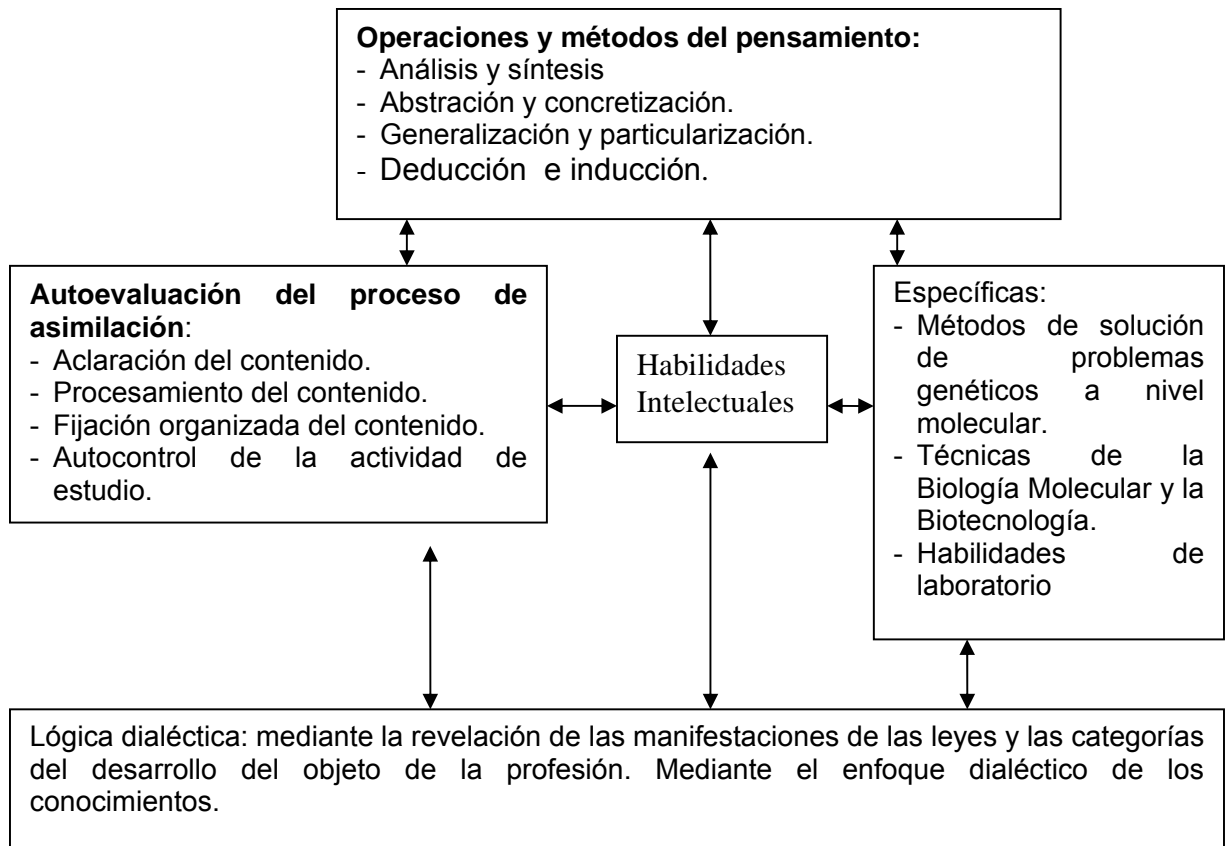 Operaciones y métodos del pensamiento:
- Análisis y síntesis
- Abstración y concretización.
- Generalización y particularización.
- Deducción e inducción.
Autoevaluación del proceso de
asimilación:
- Aclaración del contenido.
- Procesamiento del contenido.
- Fijación organizada del contenido.
- Autocontrol de la actividad de
estudio.
Habilidades
Intelectuales
Específicas:
- Métodos de solución
de problemas
genéticos a nivel
molecular.
- Técnicas de la
Biología Molecular y la
Biotecnología.
- Habilidades de
laboratorio
Lógica dialéctica: mediante la revelación de las manifestaciones de las leyes y las categorías
del desarrollo del objeto de la profesión. Mediante el enfoque dialéctico de los
conocimientos.